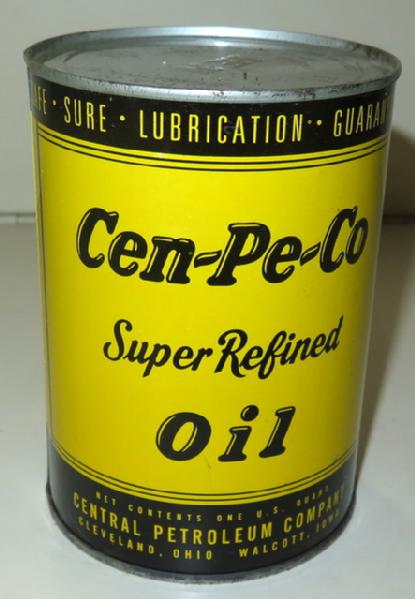 SURE · LUBRICATION ·
Cen-Pe-Co
Super Refined
Oil
NET CONTENTS ONE U.S. QUART
CENTRAL PETROLEUM COMPANY
CLEVELAND, OHIO WALCOTT, IOWA